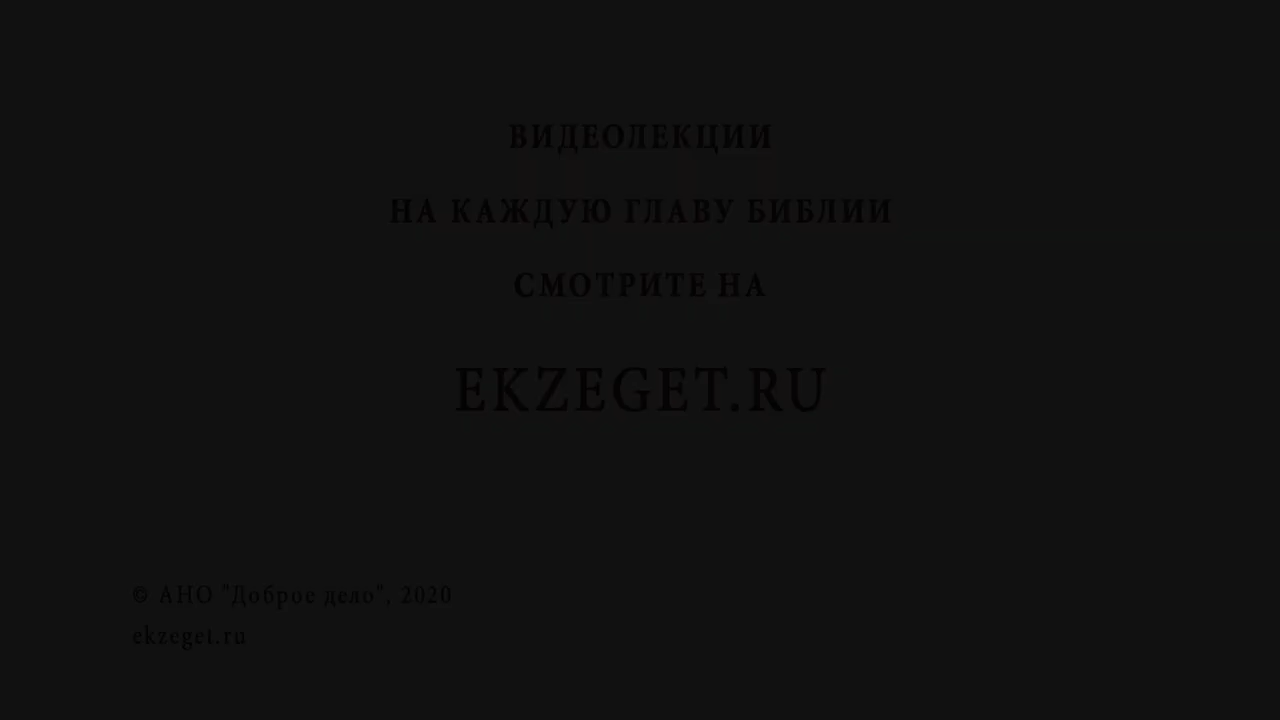 ВИДЕОЛЕКЦИИ
НА КАЖДУЮ ГЛАВУ БИБЛИИ
СМОТРИТЕ НА
EKZEGET.RU
© АНО "Доброе дело", 2020
ekzeget.ru